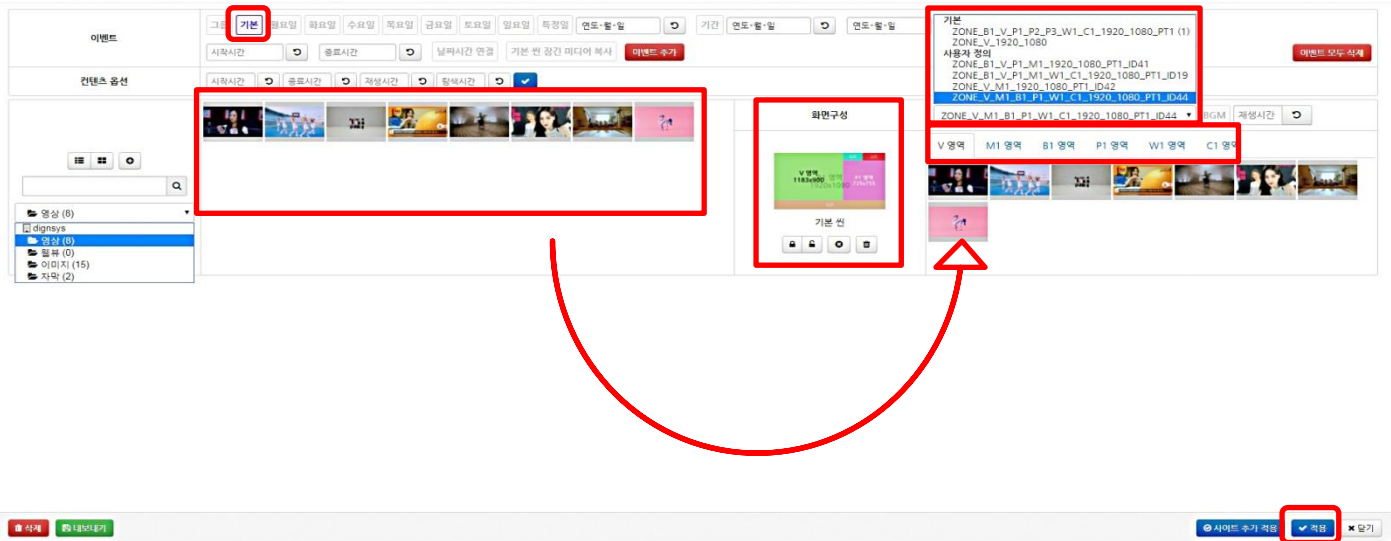 이벤트
그룹 기본 월요일 화요일 수요일 목요일 금요일 토요일 일요일 특정일 연도-월-일 기간 연도-월-일 연도-월-일
시작시간 종료시간 날짜시간 연결 기본 씬 잠긴 미디어 복사 이벤트 추가 이벤트 모두 삭제
기본
ZONE_B1_V_P1_P2_P3_W1_C1_1920_1080_PT1 (1)
ZONE_V_1920_1080
사용자 정의
ZONE_B1_V_P1_M1_1920_1080_PT1_ID41
ZONE_B1_V_P1_M1_W1_C1_1920_1080_PT1_ID19
ZONE_V_M1_1920_1080_PT1_ID42
ZONE_V_M1_B1_P1_W1_C1_1920_1080_PT1_ID44
컨텐츠 옵션
시작시간 종료시간 재생시간 탐색시간
화면구성
ZONE_V_M1_B1_P1_W1_C1_1920_1080_PT1_ID44 BGM 재생시간
V 영역 M1 영역 B1 영역 P1 영역 W1 영역 C1 영역
영상 (8)
dignsys
영상 (8)
웹뷰 (0)
이미지 (15)
자막 (2)
V 영역
1183x900
1920x1080
P1 영역
기본 씬
삭제 내보내기
사이트 추가 적용 적용 닫기